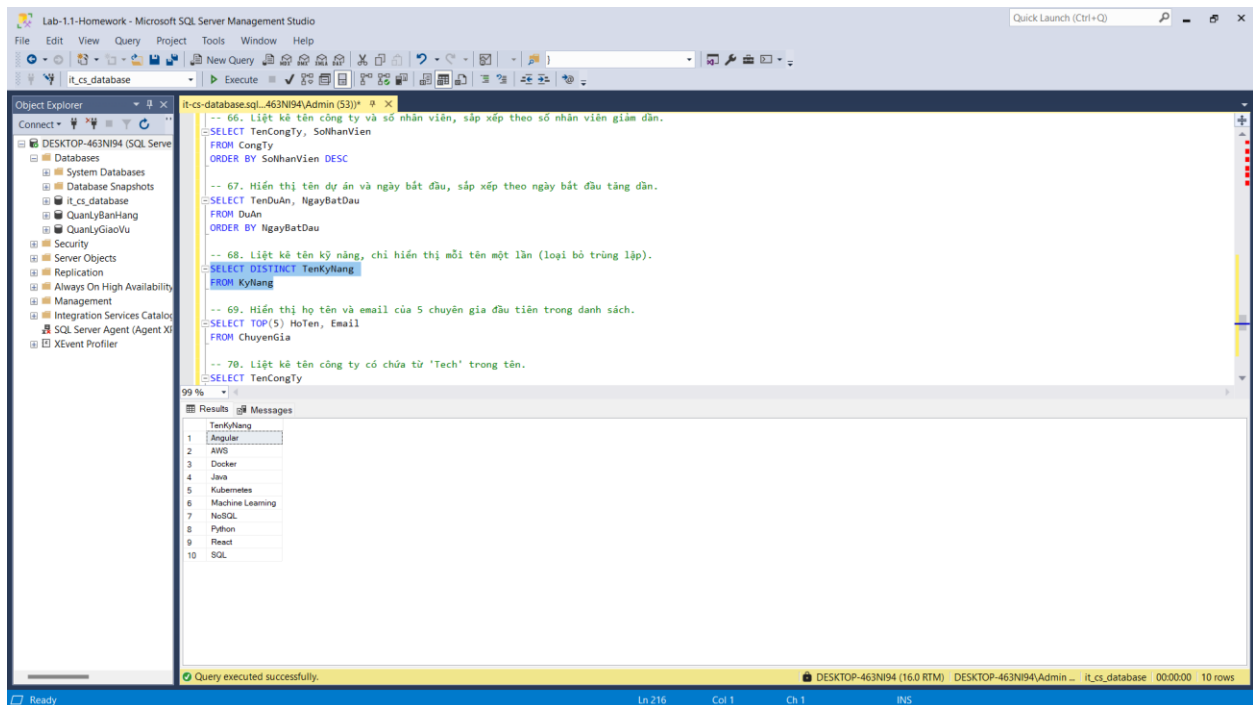 Lab-1.1-Homework - Microsoft SQL Server Management Studio
Quick Launch (Ctrl+Q)
File Edit View Query Project Tools Window Help
New Query
it_cs_database
Execute
Object Explorer
it-cs-database.sql...463NI94\Admin (53))*
Connect
DESKTOP-463NI94 (SQL Serve
Databases
System Databases
Database Snapshots
it_cs_database
QuanLyBanHang
QuanLyGiaoVu
Security
Server Objects
Replication
Always On High Availability
Management
Integration Services Catalog
SQL Server Agent (Agent XP
XEvent Profiler
-- 66. Liệt kê tên công ty và số nhân viên, sắp xếp theo số nhân viên giảm dần.
SELECT TenCongTy, SoNhanVien
FROM CongTy
ORDER BY SoNhanVien DESC
-- 67. Hiển thị tên dự án và ngày bắt đầu, sắp xếp theo ngày bắt đầu tăng dần.
SELECT TenDuAn, NgayBatDau
FROM DuAn
ORDER BY NgayBatDau
-- 68. Liệt kê tên kỹ năng, chỉ hiển thị mỗi tên một lần (loại bỏ trùng lặp).
SELECT DISTINCT TenKyNang
FROM KyNang
-- 69. Hiển thị họ tên và email của 5 chuyên gia đầu tiên trong danh sách.
SELECT TOP(5) HoTen, Email
FROM ChuyenGia
-- 70. Liệt kê tên công ty có chứa từ 'Tech' trong tên.
SELECT TenCongTy
99 %
Results Messages
TenKyNang
1 Angular
2 AWS
3 Docker
4 Java
5 Kubernetes
6 Machine Learning
7 NoSQL
8 Python
9 React
10 SQL
Query executed successfully.
DESKTOP-463NI94 (16.0 RTM) DESKTOP-463NI94\Admin ... it_cs_database 00:00:00 10 rows
Ready Ln 216 Col 1 Ch 1 INS